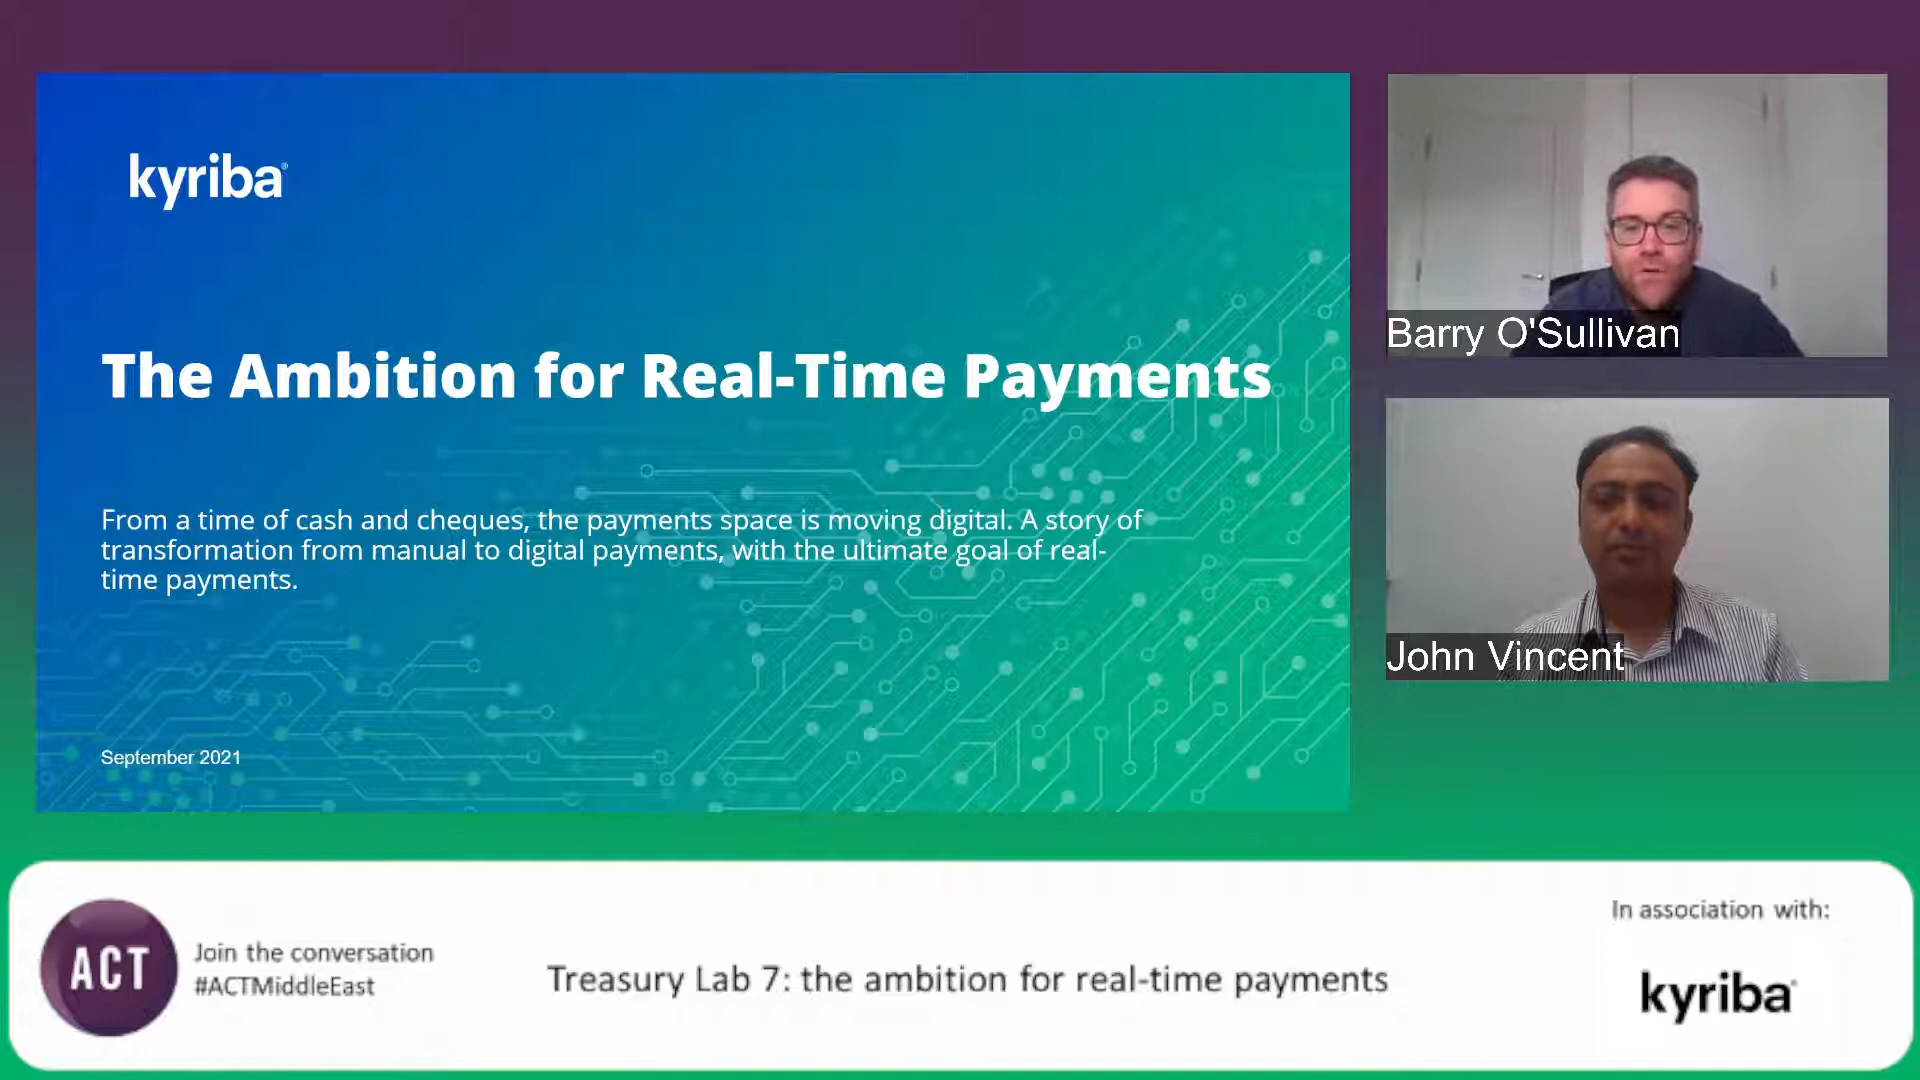 kyriba®
The Ambition for Real-Time Payments
From a time of cash and cheques, the payments space is moving digital. A story of
transformation from manual to digital payments, with the ultimate goal of real-
time payments.
September 2021
Barry O'Sullivan
John Vincent
ACT
Join the conversation
#ACTMiddleEast
Treasury Lab 7: the ambition for real-time payments
In association with:
kyriba